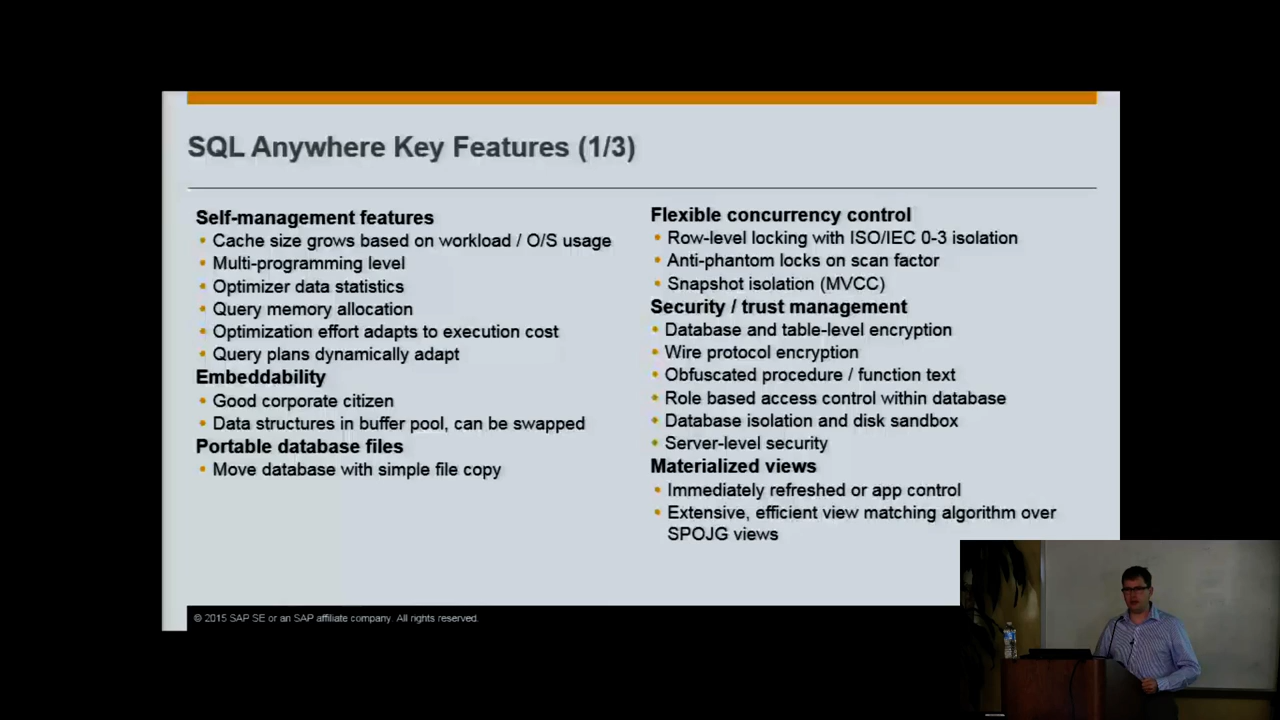 SQL Anywhere Key Features (1/3)
Self-management features
• Cache size grows based on workload / O/S usage
• Multi-programming level
• Optimizer data statistics
• Query memory allocation
• Optimization effort adapts to execution cost
• Query plans dynamically adapt
Embeddability
• Good corporate citizen
• Data structures in buffer pool, can be swapped
Portable database files
• Move database with simple file copy
Flexible concurrency control
• Row-level locking with ISO/IEC 0-3 isolation
• Anti-phantom locks on scan factor
• Snapshot isolation (MVCC)
Security / trust management
• Database and table-level encryption
• Wire protocol encryption
• Obfuscated procedure / function text
• Role based access control within database
• Database isolation and disk sandbox
• Server-level security
Materialized views
• Immediately refreshed or app control
• Extensive, efficient view matching algorithm over
SPOJG views
© 2015 SAP SE or an SAP affiliate company. All rights reserved.